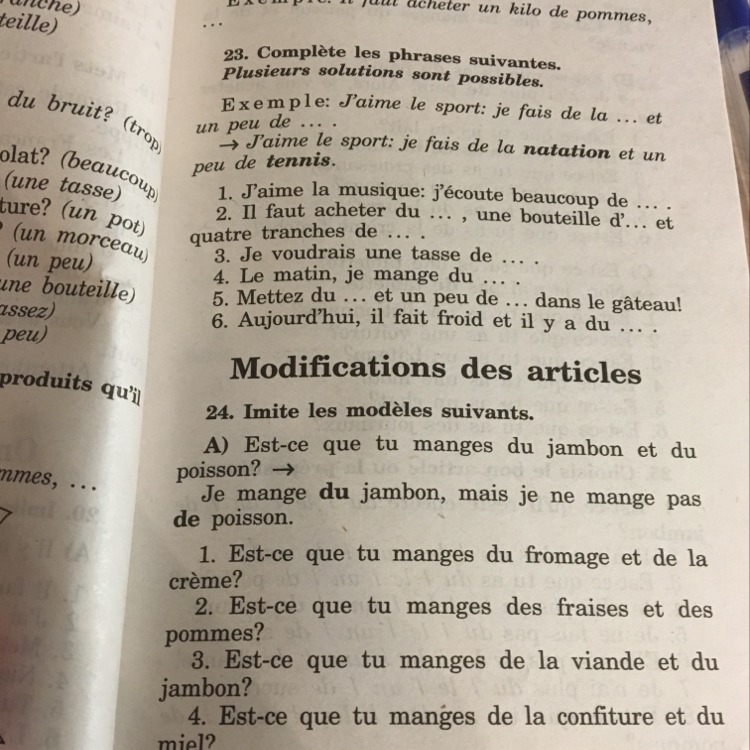 anche)
teille)
du bruit? (trop)
olat? (beaucoup)
(une tasse)
ture? (un pot)
? (un morceau)
(un peu)
une bouteille)
assez)
peu)
produits qu'il
mmes, ...
Exemple: Il faut acheter un kilo de pommes,
...
23. Complète les phrases suivantes.
Plusieurs solutions sont possibles.
Exemple: J'aime le sport: je fais de la ... et
un peu de ... .
→ J'aime le sport: je fais de la natation et un
peu de tennis.
1. J'aime la musique: j'écoute beaucoup de ... .
2. Il faut acheter du ... , une bouteille d'... et
quatre tranches de ... .
3. Je voudrais une tasse de ... .
4. Le matin, je mange du ... .
5. Mettez du ... et un peu de ... dans le gâteau!
6. Aujourd'hui, il fait froid et il y a du ... .
Modifications des articles
24. Imite les modèles suivants.
A) Est-ce que tu manges du jambon et du
poisson? →
Je mange du jambon, mais je ne mange pas
de poisson.
1. Est-ce que tu manges du fromage et de la
crème?
2. Est-ce que tu manges des fraises et des
pommes?
3. Est-ce que tu manges de la viande et du
jambon?
4. Est-ce que tu manges de la confiture et du
miel?